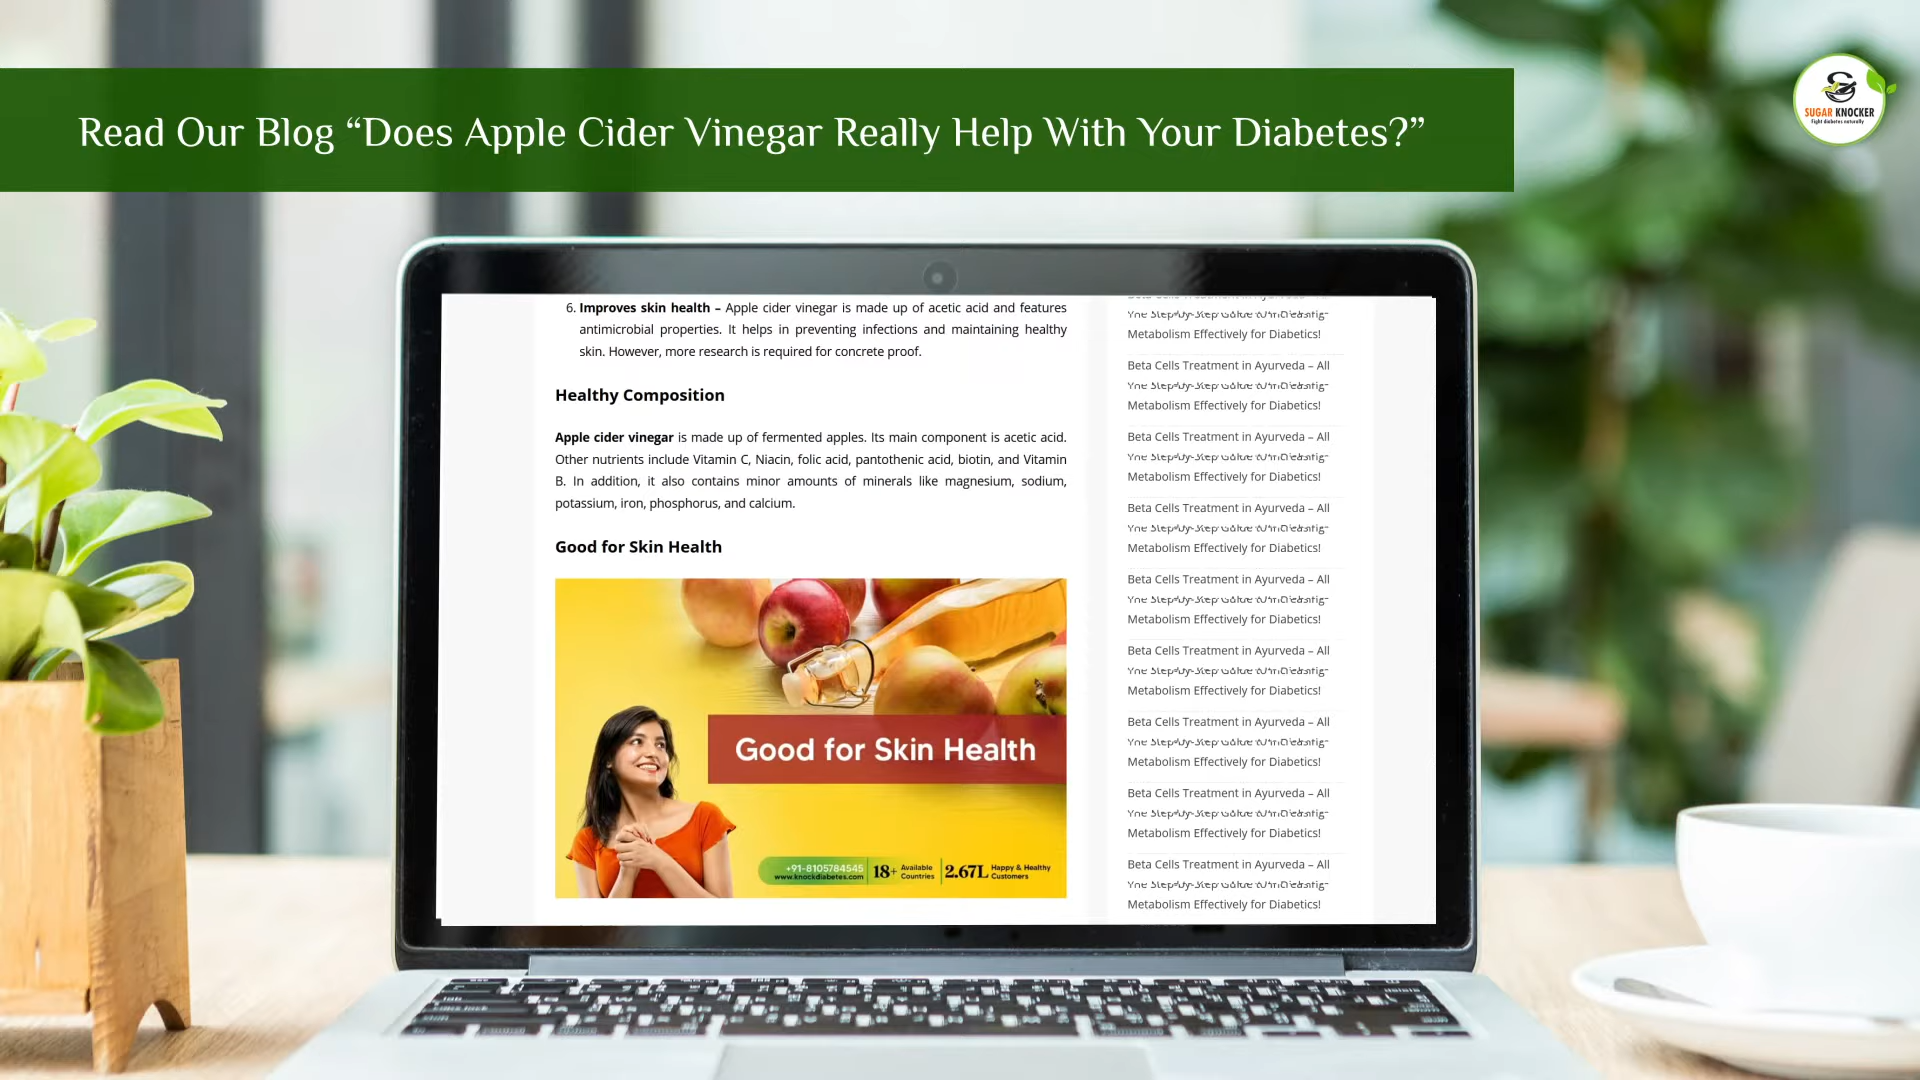 Read Our Blog “Does Apple Cider Vinegar Really Help With Your Diabetes?”
SUGAR KNOCKER
Fight diabetes naturally
6. Improves skin health – Apple cider vinegar is made up of acetic acid and features
antimicrobial properties. It helps in preventing infections and maintaining healthy
skin. However, more research is required for concrete proof.
Healthy Composition
Apple cider vinegar is made up of fermented apples. Its main component is acetic acid.
Other nutrients include Vitamin C, Niacin, folic acid, pantothenic acid, biotin, and Vitamin
B. In addition, it also contains minor amounts of minerals like magnesium, sodium,
potassium, iron, phosphorus, and calcium.
Good for Skin Health
Good for Skin Health
+91-8105784545
www.knockdiabetes.com
18+ Available
Countries
2.67L Happy & Healthy
Customers
Metabolism Effectively for Diabetics!
Beta Cells Treatment in Ayurveda – All
Metabolism Effectively for Diabetics!
Beta Cells Treatment in Ayurveda – All
Metabolism Effectively for Diabetics!
Beta Cells Treatment in Ayurveda – All
Metabolism Effectively for Diabetics!
Beta Cells Treatment in Ayurveda – All
Metabolism Effectively for Diabetics!
Beta Cells Treatment in Ayurveda – All
Metabolism Effectively for Diabetics!
Beta Cells Treatment in Ayurveda – All
Metabolism Effectively for Diabetics!
Beta Cells Treatment in Ayurveda – All
Metabolism Effectively for Diabetics!
Beta Cells Treatment in Ayurveda – All
Metabolism Effectively for Diabetics!